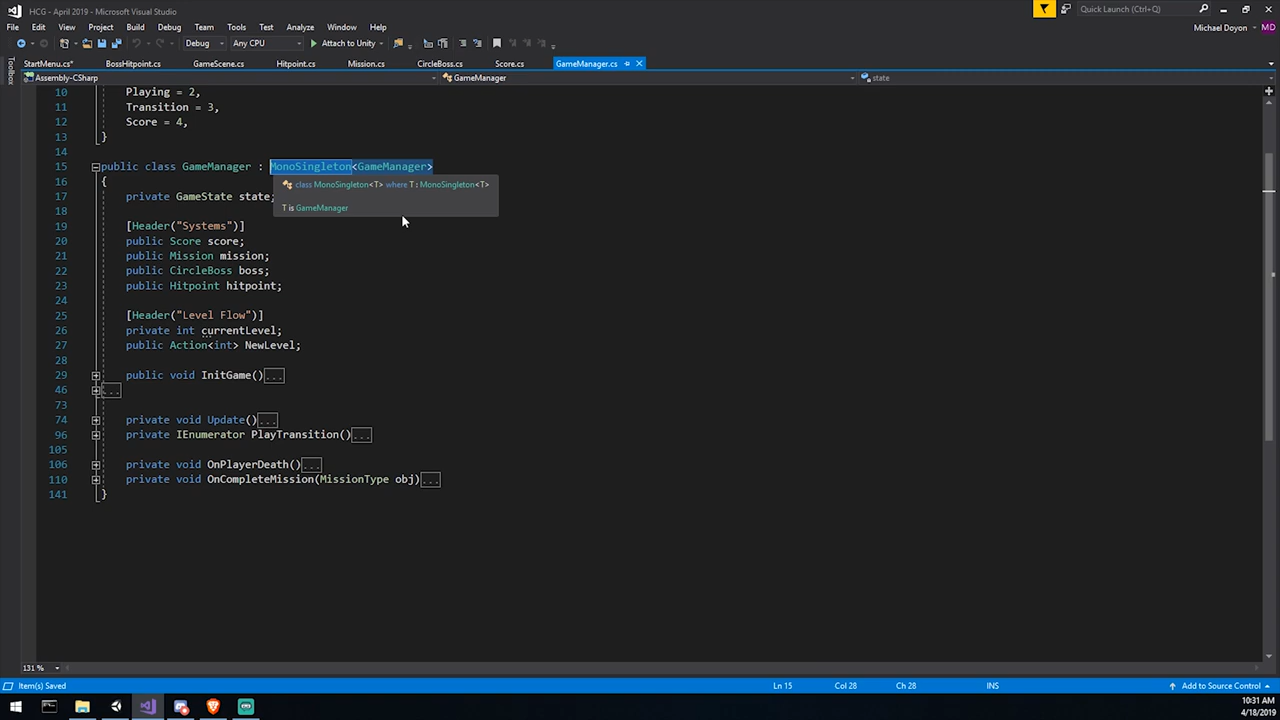 HCG - April 2019 - Microsoft Visual Studio
Quick Launch (Ctrl+Q)
File Edit View Project Build Debug Team Tools Test Analyze Window Help
Michael Doyon MD
Debug Any CPU Attach to Unity
StartMenu.cs* BossHitpoint.cs GameScene.cs Hitpoint.cs Mission.cs CircleBoss.cs Score.cs GameManager.cs
Toolbox
Assembly-CSharp GameManager state
10 Playing = 2,
11 Transition = 3,
12 Score = 4,
13 }
14
15 public class GameManager : MonoSingleton<GameManager>
16 {
class MonoSingleton<T> where T : MonoSingleton<T>
17 private GameState state;
T is GameManager
18
19 [Header("Systems")]
20 public Score score;
21 public Mission mission;
22 public CircleBoss boss;
23 public Hitpoint hitpoint;
24
25 [Header("Level Flow")]
26 private int currentLevel;
27 public Action<int> NewLevel;
28
29 public void InitGame()...
46 ...
73
74 private void Update()...
96 private IEnumerator PlayTransition()...
105
106 private void OnPlayerDeath()...
110 private void OnCompleteMission(MissionType obj)...
141 }
131 %
Item(s) Saved Ln 15 Col 28 Ch 28 INS Add to Source Control
10:31 AM
4/18/2019